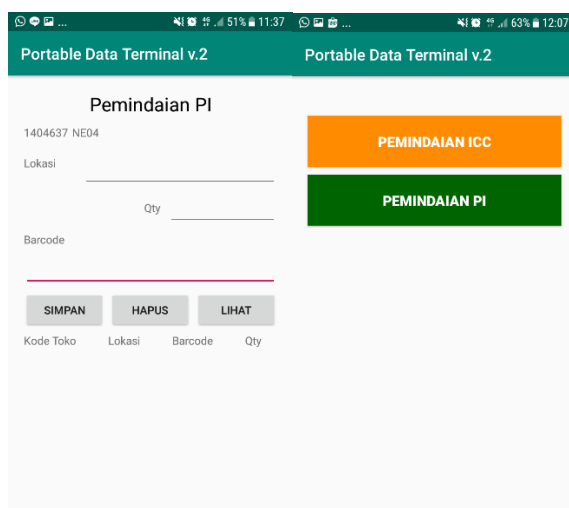 ... 51% 11:37
Portable Data Terminal v.2
Pemindaian PI
1404637 NE04
Lokasi
Qty
Barcode
SIMPAN HAPUS LIHAT
Kode Toko Lokasi Barcode Qty
... 63% 12:07
Portable Data Terminal v.2
PEMINDAIAN ICC
PEMINDAIAN PI